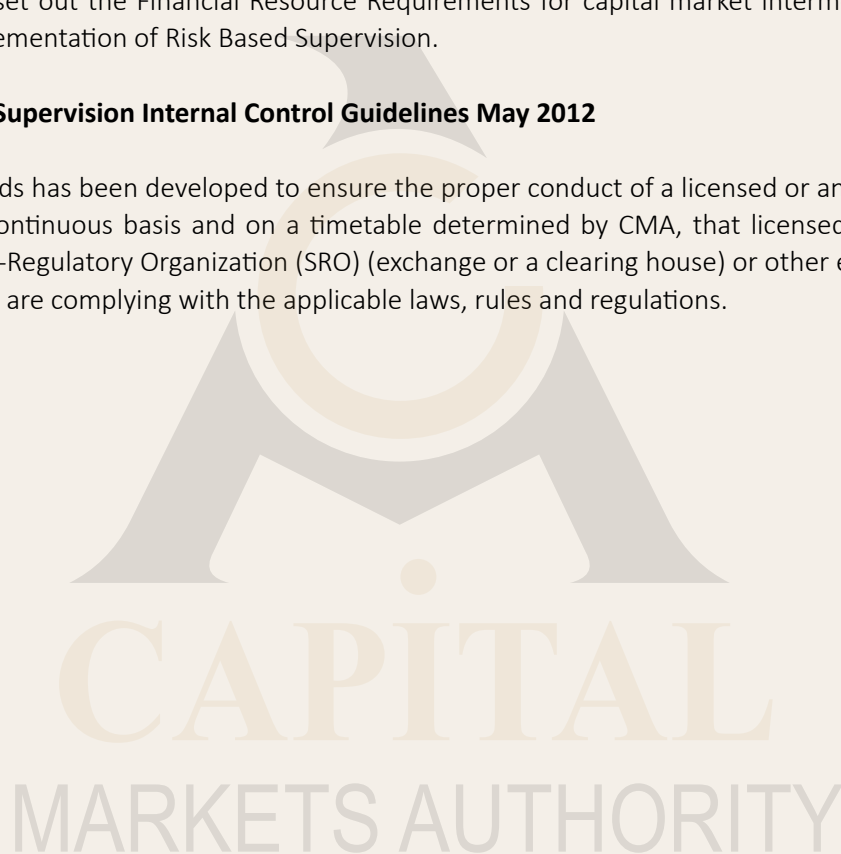 set out the Financial Resource Requirements for capital market interm
ementation of Risk Based Supervision.
Supervision Internal Control Guidelines May 2012
ds has been developed to ensure the proper conduct of a licensed or an
ontinuous basis and on a timetable determined by CMA, that licensed
-Regulatory Organization (SRO) (exchange or a clearing house) or other e
are complying with the applicable laws, rules and regulations.
CAPİTAL
MARKETS AUTHORITY